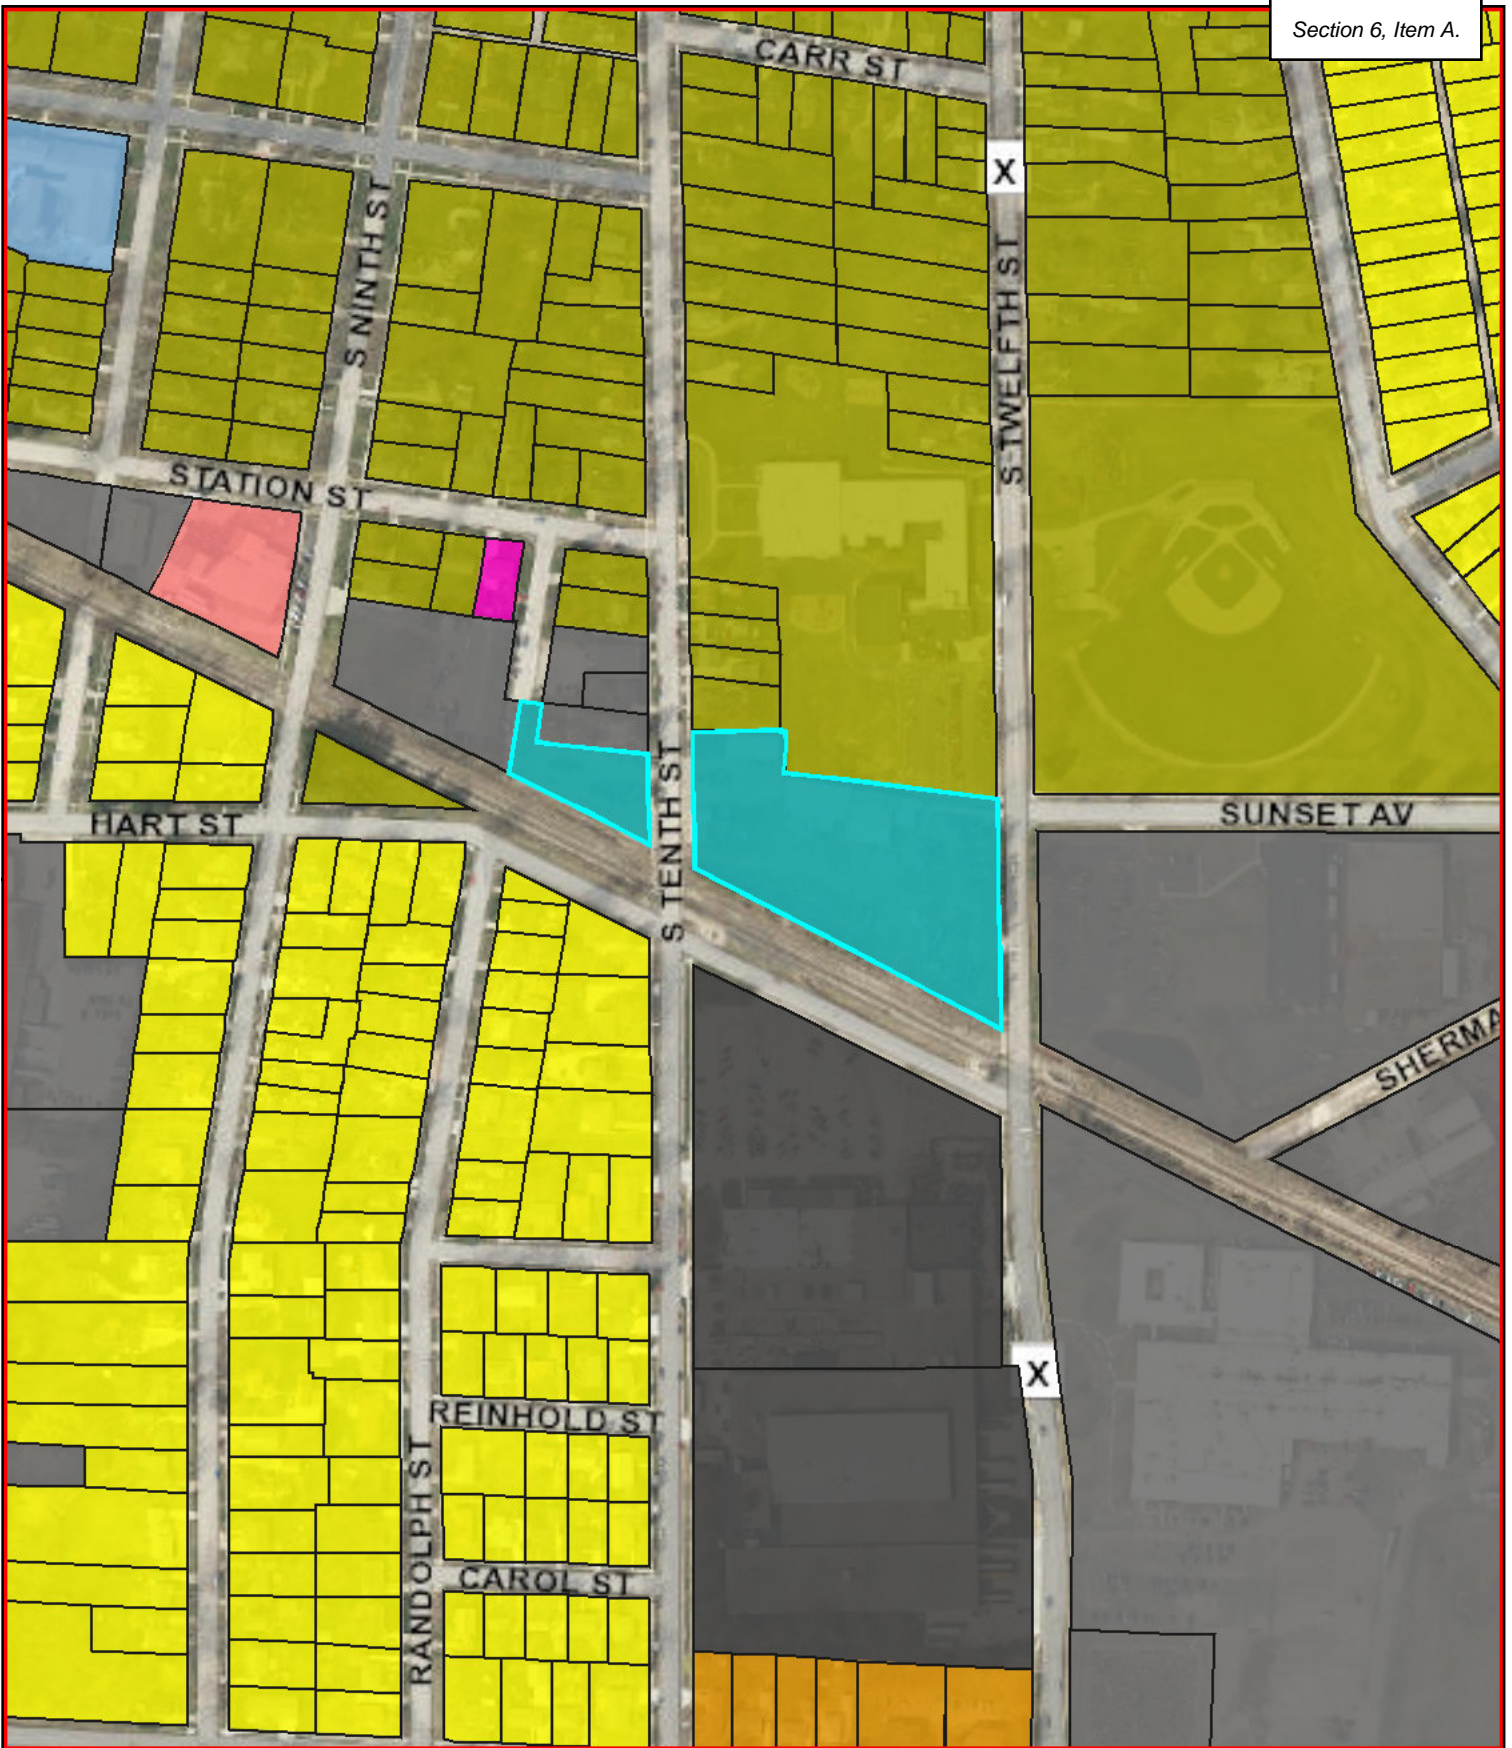 Section 6, Item A.
CARR ST
X
S NINTH ST
S TWELFTH ST
STATION ST
S TENTH ST
HART ST
SUNSET AV
SHERMA
X
REINHOLD ST
RANDOLPH ST
CAROL ST